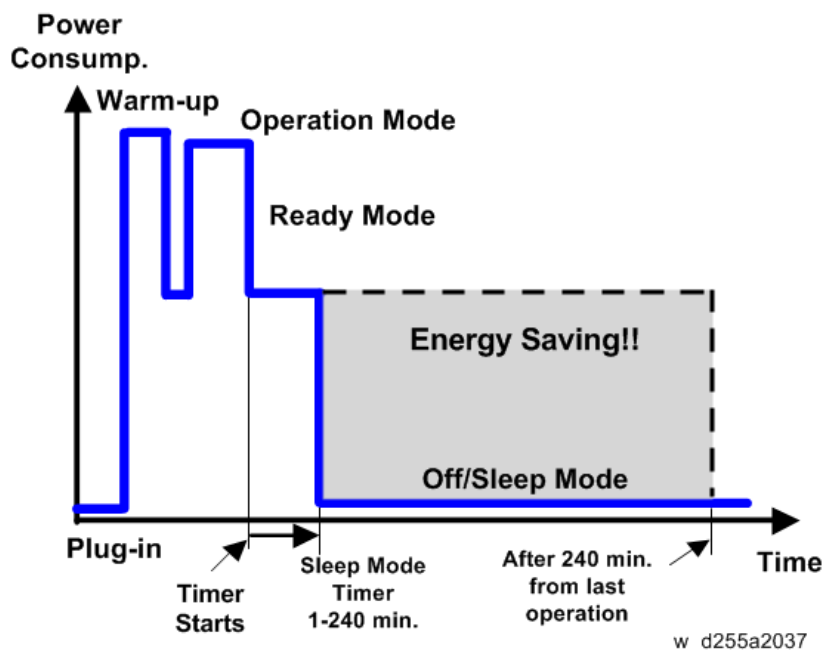 Power
Consump.
Warm-up
Operation Mode
Ready Mode
Energy Saving!!
Off/Sleep Mode
Plug-in
Timer
Starts
Sleep Mode
Timer
1-240 min.
After 240 min.
from last
operation
Time
w_d255a2037